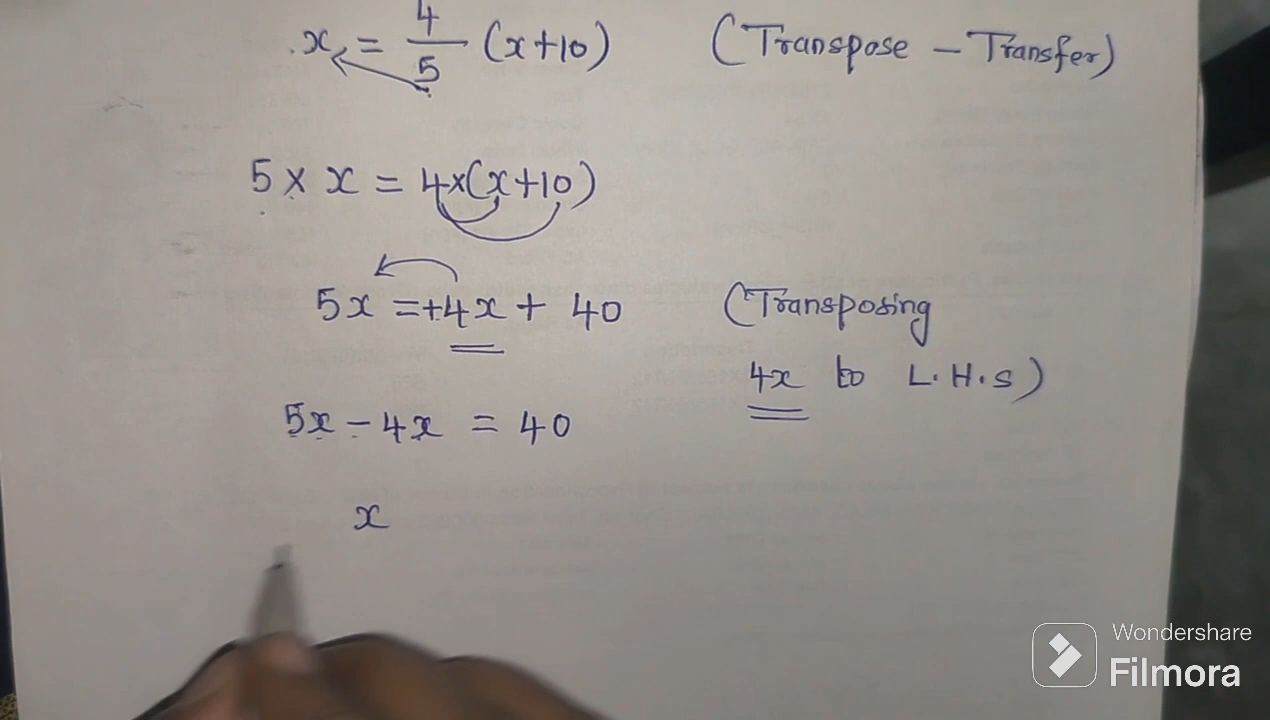 x = 4/5 (x+10) (Transpose - Transfer)
5 × x = 4×(x+10)
5x =+4x + 40 (Transposing
4x to L.H.S)
5x - 4x = 40
x
Wondershare
Filmora